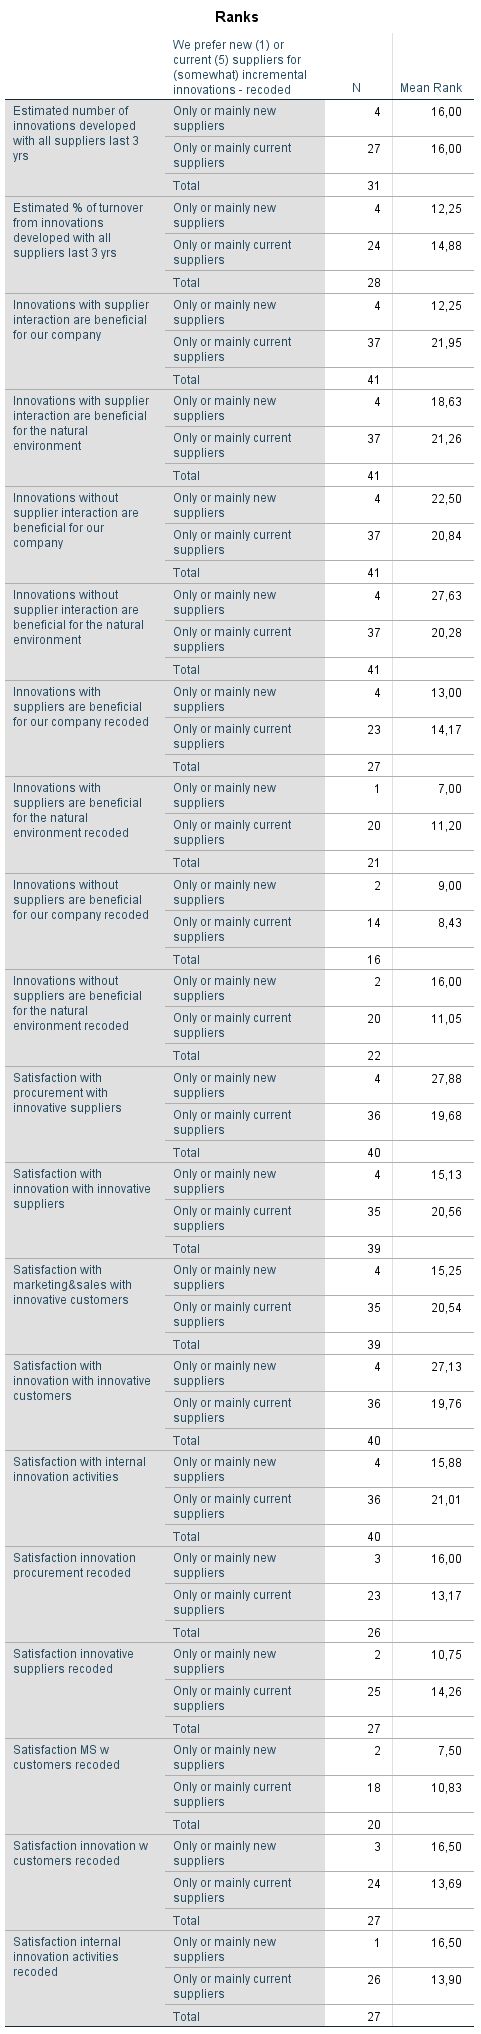 Ranks
We prefer new (1) or
current (5) suppliers for
(somewhat) incremental
innovations - recoded
N
Mean Rank
Estimated number of
innovations developed
with all suppliers last 3
yrs
Only or mainly new
suppliers
4
16,00
Only or mainly current
suppliers
27
16,00
Total
31
Estimated % of turnover
from innovations
developed with all
suppliers last 3 yrs
Only or mainly new
suppliers
4
12,25
Only or mainly current
suppliers
24
14,88
Total
28
Innovations with supplier
interaction are beneficial
for our company
Only or mainly new
suppliers
4
12,25
Only or mainly current
suppliers
37
21,95
Total
41
Innovations with supplier
interaction are beneficial
for the natural
environment
Only or mainly new
suppliers
4
18,63
Only or mainly current
suppliers
37
21,26
Total
41
Innovations without
supplier interaction are
beneficial for our
company
Only or mainly new
suppliers
4
22,50
Only or mainly current
suppliers
37
20,84
Total
41
Innovations without
supplier interaction are
beneficial for the natural
environment
Only or mainly new
suppliers
4
27,63
Only or mainly current
suppliers
37
20,28
Total
41
Innovations with
suppliers are beneficial
for our company recoded
Only or mainly new
suppliers
4
13,00
Only or mainly current
suppliers
23
14,17
Total
27
Innovations with
suppliers are beneficial
for the natural
environment recoded
Only or mainly new
suppliers
1
7,00
Only or mainly current
suppliers
20
11,20
Total
21
Innovations without
suppliers are beneficial
for our company recoded
Only or mainly new
suppliers
2
9,00
Only or mainly current
suppliers
14
8,43
Total
16
Innovations without
suppliers are beneficial
for the natural
environment recoded
Only or mainly new
suppliers
2
16,00
Only or mainly current
suppliers
20
11,05
Total
22
Satisfaction with
procurement with
innovative suppliers
Only or mainly new
suppliers
4
27,88
Only or mainly current
suppliers
36
19,68
Total
40
Satisfaction with
innovation with innovative
suppliers
Only or mainly new
suppliers
4
15,13
Only or mainly current
suppliers
35
20,56
Total
39
Satisfaction with
marketing&sales with
innovative customers
Only or mainly new
suppliers
4
15,25
Only or mainly current
suppliers
35
20,54
Total
39
Satisfaction with
innovation with innovative
customers
Only or mainly new
suppliers
4
27,13
Only or mainly current
suppliers
36
19,76
Total
40
Satisfaction with internal
innovation activities
Only or mainly new
suppliers
4
15,88
Only or mainly current
suppliers
36
21,01
Total
40
Satisfaction innovation
procurement recoded
Only or mainly new
suppliers
3
16,00
Only or mainly current
suppliers
23
13,17
Total
26
Satisfaction innovative
suppliers recoded
Only or mainly new
suppliers
2
10,75
Only or mainly current
suppliers
25
14,26
Total
27
Satisfaction MS w
customers recoded
Only or mainly new
suppliers
2
7,50
Only or mainly current
suppliers
18
10,83
Total
20
Satisfaction innovation w
customers recoded
Only or mainly new
suppliers
3
16,50
Only or mainly current
suppliers
24
13,69
Total
27
Satisfaction internal
innovation activities
recoded
Only or mainly new
suppliers
1
16,50
Only or mainly current
suppliers
26
13,90
Total
27